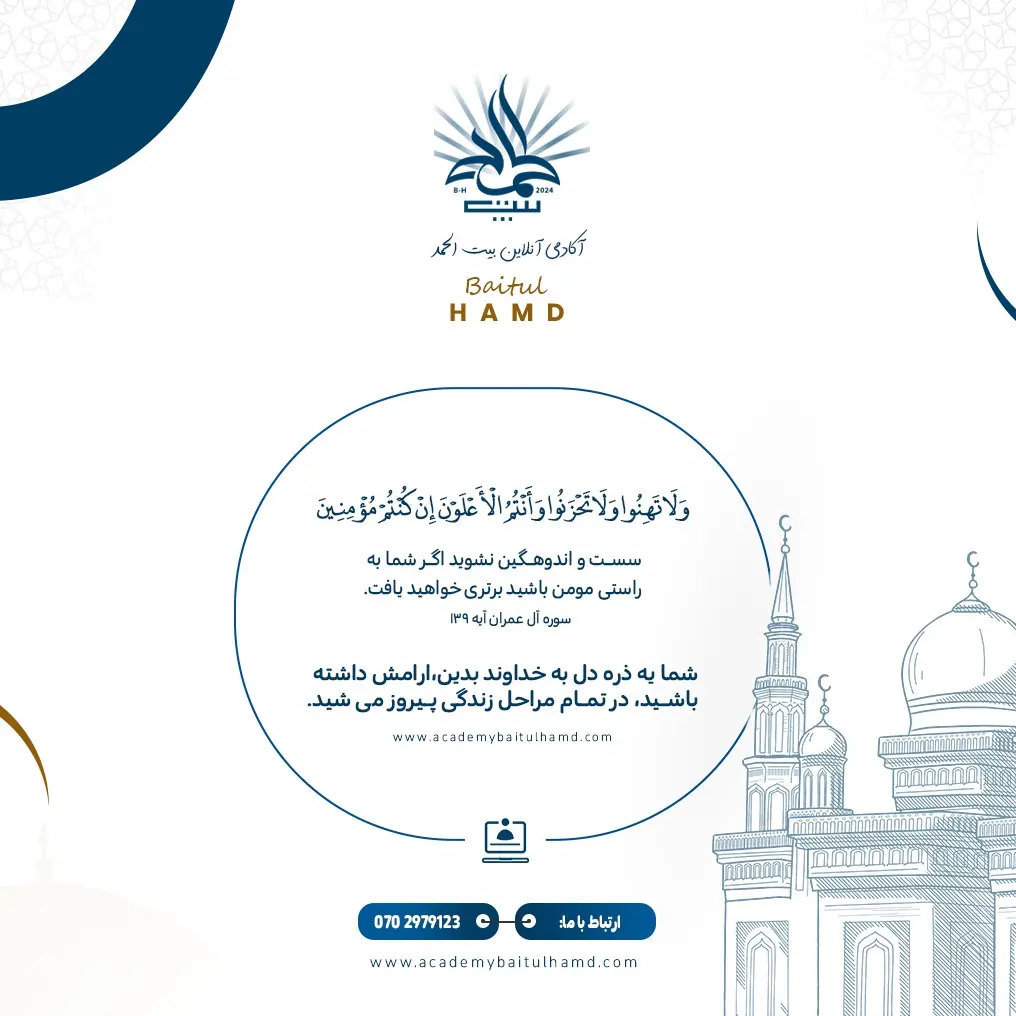 الحمد
B-H 2024
بيت
آکادمی آنلاین بیت الحمد
Baitul
HAMD
وَلَا تَهِنُوا وَلَا تَحْزَنُوا وَأَنْتُمُ الْأَعْلَوْنَ إِنْ كُنْتُمْ مُؤْمِنِينَ
سست و اندوهگین نشوید اگر شما به
راستی مومن باشید برتری خواهید یافت.
سوره آل عمران آیه ۱۳۹
شما یه ذره دل به خداوند بدین،ارامش داشته
باشید، در تمام مراحل زندگی پیروز می شید.
www.academybaitulhamd.com
ارتباط با ما: 070 2979123
www.academybaitulhamd.com